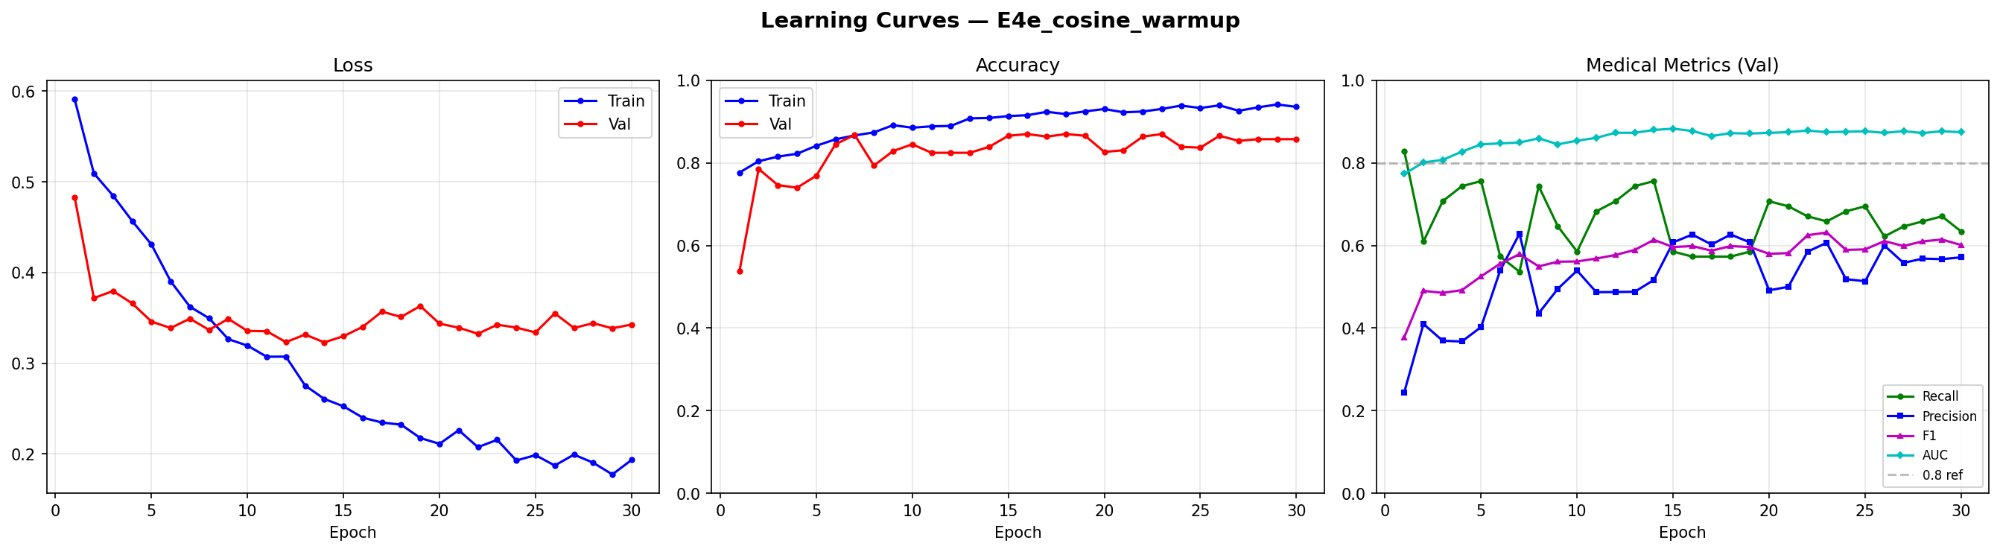 Learning Curves — E4e_cosine_warmup
Loss
0.6
0.5
0.4
0.3
0.2
0 5 10 15 20 25 30
Epoch
Train
Val
Accuracy
1.0
0.8
0.6
0.4
0.2
0.0
0 5 10 15 20 25 30
Epoch
Train
Val
Medical Metrics (Val)
1.0
0.8
0.6
0.4
0.2
0.0
0 5 10 15 20 25 30
Epoch
Recall
Precision
F1
AUC
0.8 ref